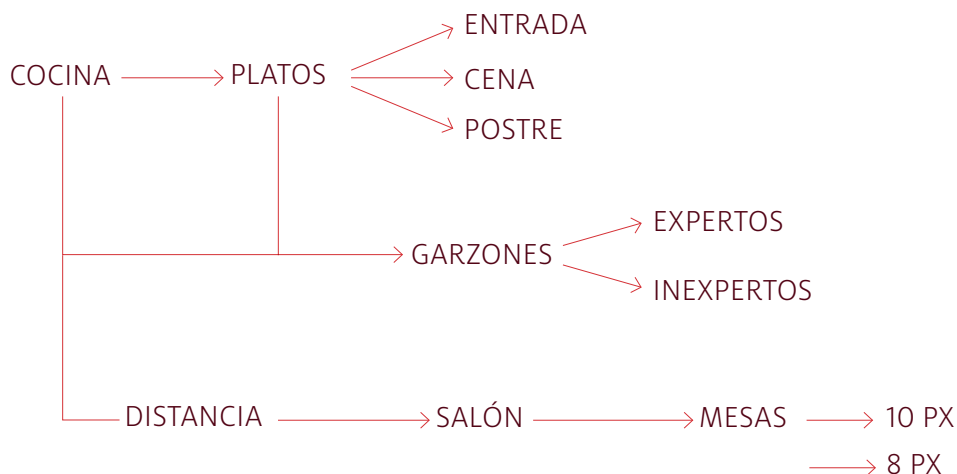 ENTRADA
COCINA PLATOS CENA
POSTRE
EXPERTOS
GARZONES
INEXPERTOS
DISTANCIA SALÓN MESAS 10 PX
8 PX